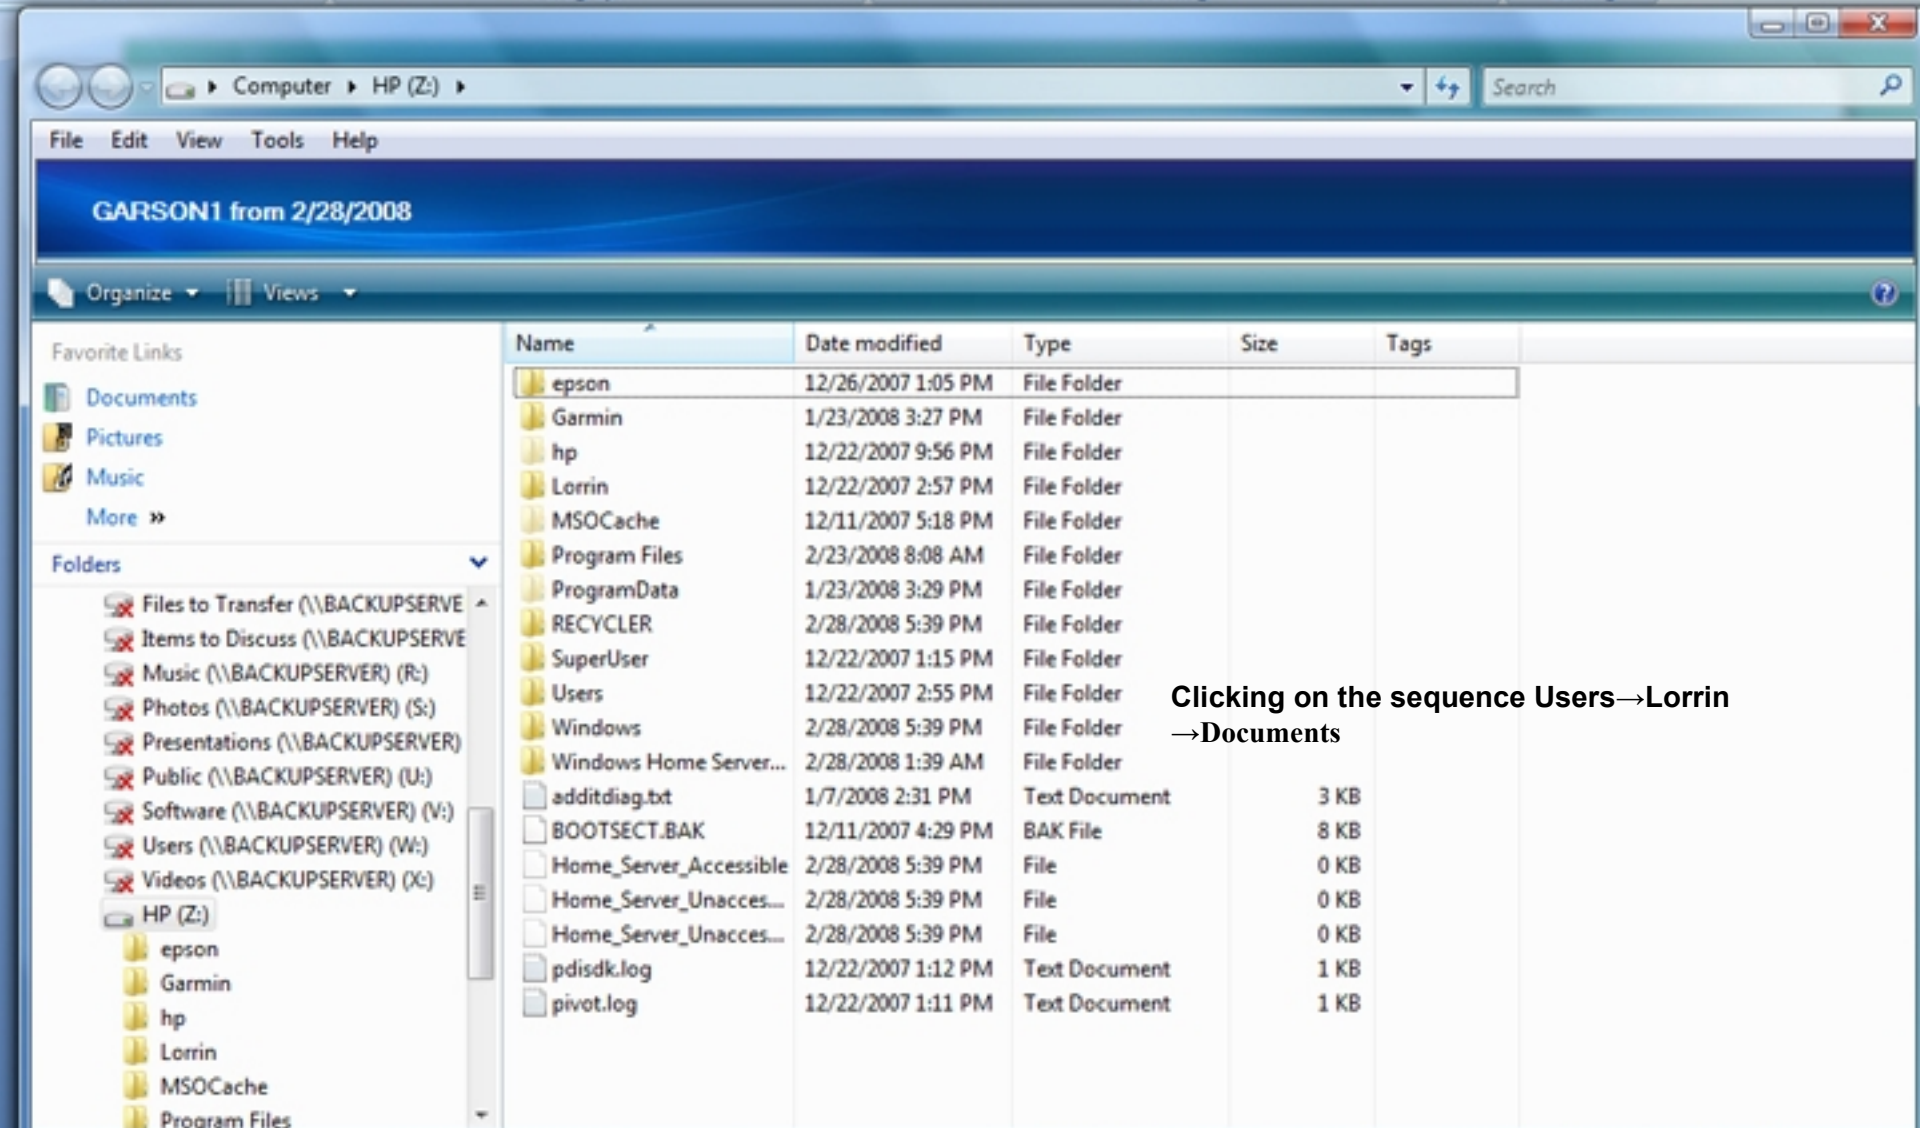 Computer HP (Z:)
Search
File Edit View Tools Help
GARSON1 from 2/28/2008
Organize Views
Favorite Links
Documents
Pictures
Music
More »
Folders
Files to Transfer (\\BACKUPSERVE
Items to Discuss (\\BACKUPSERVE
Music (\\BACKUPSERVER) (R:)
Photos (\\BACKUPSERVER) (S:)
Presentations (\\BACKUPSERVER)
Public (\\BACKUPSERVER) (U:)
Software (\\BACKUPSERVER) (V:)
Users (\\BACKUPSERVER) (W:)
Videos (\\BACKUPSERVER) (X:)
HP (Z:)
epson
Garmin
hp
Lorrin
MSOCache
Program Files
Name Date modified Type Size Tags
epson 12/26/2007 1:05 PM File Folder
Garmin 1/23/2008 3:27 PM File Folder
hp 12/22/2007 9:56 PM File Folder
Lorrin 12/22/2007 2:57 PM File Folder
MSOCache 12/11/2007 5:18 PM File Folder
Program Files 2/23/2008 8:08 AM File Folder
ProgramData 1/23/2008 3:29 PM File Folder
RECYCLER 2/28/2008 5:39 PM File Folder
SuperUser 12/22/2007 1:15 PM File Folder
Users 12/22/2007 2:55 PM File Folder
Windows 2/28/2008 5:39 PM File Folder
Windows Home Server... 2/28/2008 1:39 AM File Folder
additdiag.txt 1/7/2008 2:31 PM Text Document 3 KB
BOOTSECT.BAK 12/11/2007 4:29 PM BAK File 8 KB
Home_Server_Accessible 2/28/2008 5:39 PM File 0 KB
Home_Server_Unacces... 2/28/2008 5:39 PM File 0 KB
Home_Server_Unacces... 2/28/2008 5:39 PM File 0 KB
pdisdk.log 12/22/2007 1:12 PM Text Document 1 KB
pivot.log 12/22/2007 1:11 PM Text Document 1 KB
Clicking on the sequence Users→Lorrin
→Documents